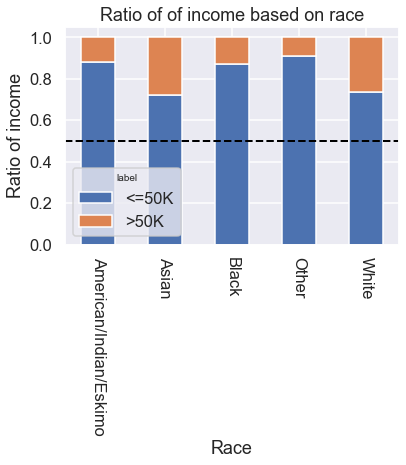 Ratio of of income based on race
Ratio of income
1.0
0.8
0.6
0.4
0.2
0.0
label
<=50K
>50K
American/Indian/Eskimo
Asian
Black
Other
White
Race